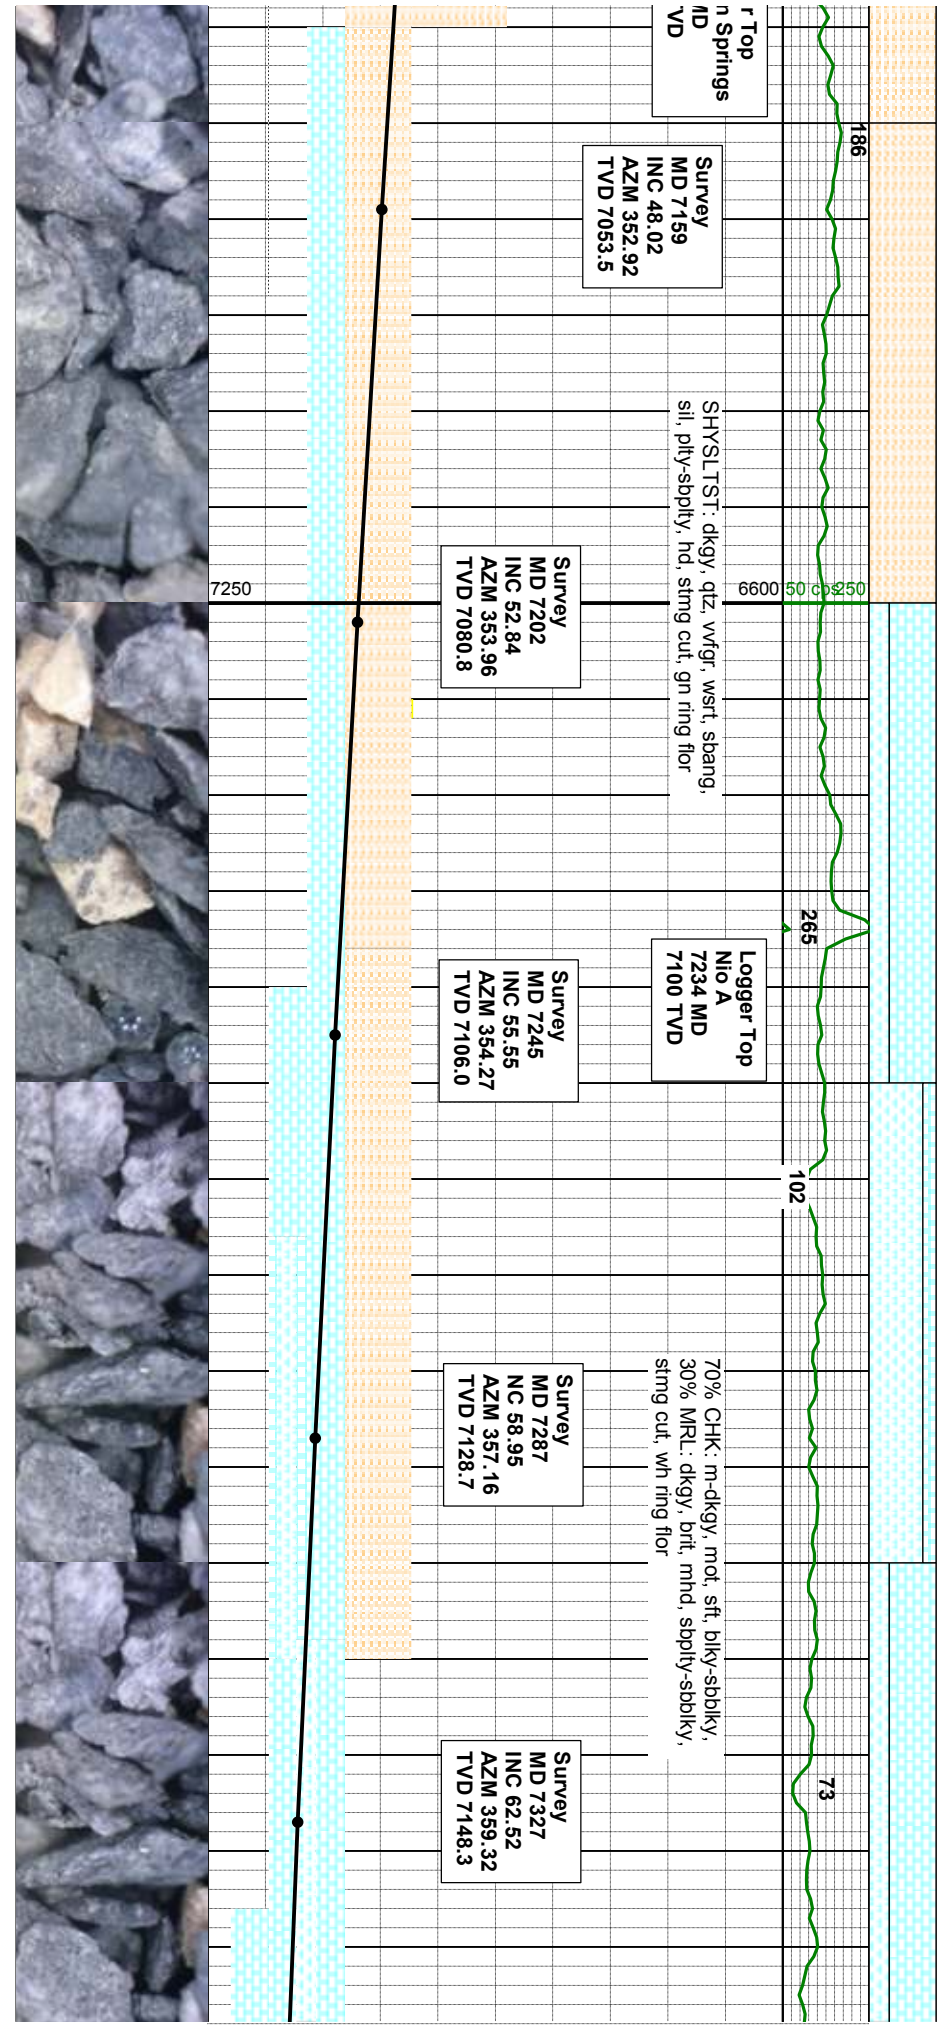 r Top
n Springs
MD
TVD
186
Survey
MD 7159
INC 48.02
AZM 352.92
TVD 7053.5
SHYSLTST: dkgy, qtz, vvfgr, wsrt, sbang,
sil, plty-sbplty, hd, stmg cut, gn ring flor
7250
6600
50 cps 250
Survey
MD 7202
INC 52.84
AZM 353.96
TVD 7080.8
265
Logger Top
Nio A
7234 MD
7100 TVD
Survey
MD 7245
INC 55.55
AZM 354.27
TVD 7106.0
102
70% CHK: m-dkgy, mot, sft, blky-sbblky,
30% MRL: dkgy, brit, mhd, sbplty-sbblky,
stmg cut, wh ring flor
Survey
MD 7287
NC 58.95
AZM 357.16
TVD 7128.7
73
Survey
MD 7327
INC 62.52
AZM 359.32
TVD 7148.3